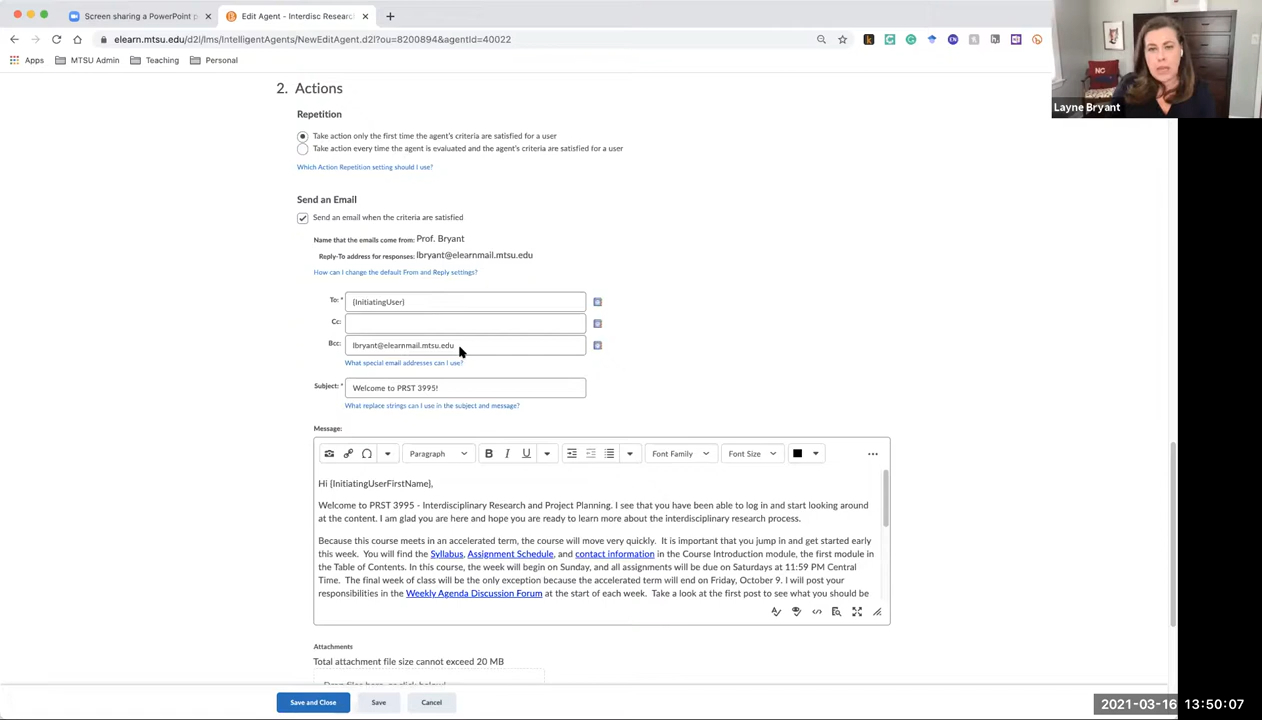 Screen sharing a PowerPoint p
Edit Agent - Interdisc Researc
elearn.mtsu.edu/d2l/lms/IntelligentAgents/NewEditAgent.d2l?ou=8200894&agentId=40022
Apps
MTSU Admin
Teaching
Personal
Layne Bryant
2. Actions
Repetition
Take action only the first time the agent's criteria are satisfied for a user
Take action every time the agent is evaluated and the agent's criteria are satisfied for a user
Which Action Repetition setting should I use?
Send an Email
Send an email when the criteria are satisfied
Name that the emails come from: Prof. Bryant
Reply-To address for responses: lbryant@elearnmail.mtsu.edu
How can I change the default From and Reply settings?
To: * {InitiatingUser}
Cc:
Bcc: lbryant@elearnmail.mtsu.edu
What special email addresses can I use?
Subject: * Welcome to PRST 3995!
What replace strings can I use in the subject and message?
Message:
Paragraph B I U Font Family Font Size
Hi {InitiatingUserFirstName},
Welcome to PRST 3995 - Interdisciplinary Research and Project Planning. I see that you have been able to log in and start looking around
at the content. I am glad you are here and hope you are ready to learn more about the interdisciplinary research process.
Because this course meets in an accelerated term, the course will move very quickly. It is important that you jump in and get started early
this week. You will find the Syllabus, Assignment Schedule, and contact information in the Course Introduction module, the first module in
the Table of Contents. In this course, the week will begin on Sunday, and all assignments will be due on Saturdays at 11:59 PM Central
Time. The final week of class will be the only exception because the accelerated term will end on Friday, October 9. I will post your
responsibilities in the Weekly Agenda Discussion Forum at the start of each week. Take a look at the first post to see what you should be
Attachments
Total attachment file size cannot exceed 20 MB
Save and Close
Save
Cancel
2021-03-16 13:50:07